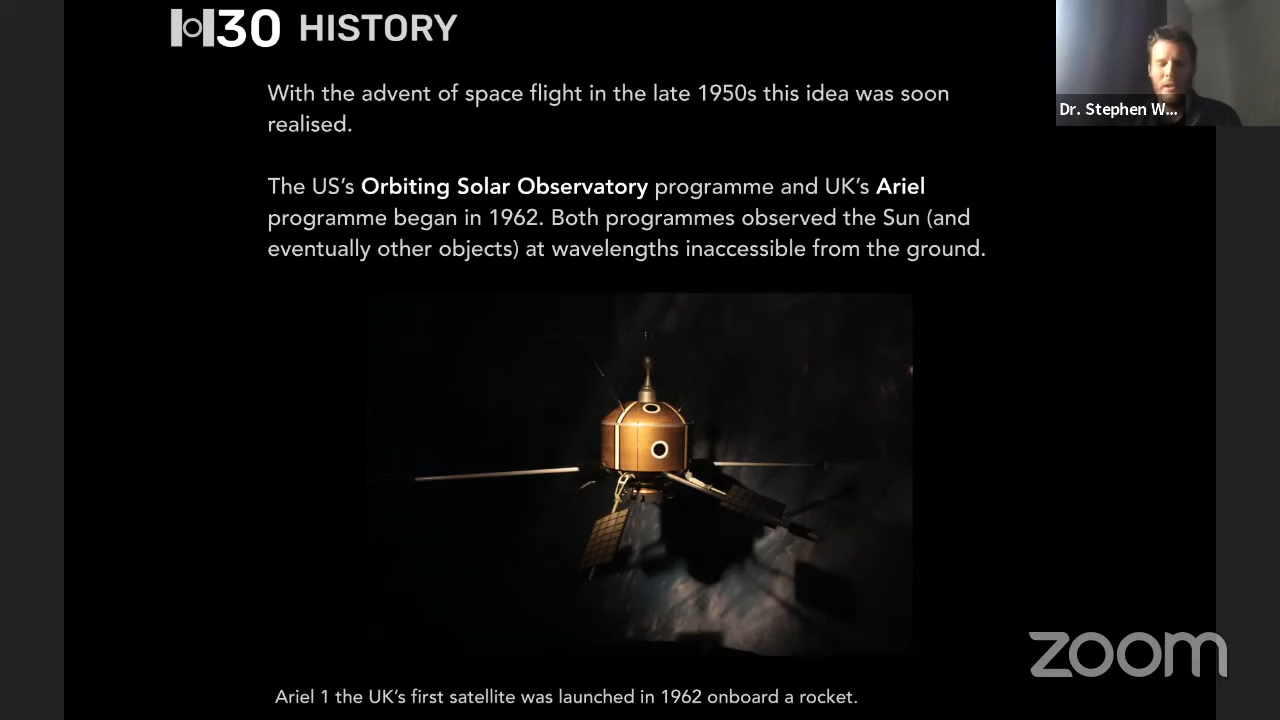 H30 HISTORY
With the advent of space flight in the late 1950s this idea was soon
realised.
The US's Orbiting Solar Observatory programme and UK's Ariel
programme began in 1962. Both programmes observed the Sun (and
eventually other objects) at wavelengths inaccessible from the ground.
Ariel 1 the UK's first satellite was launched in 1962 onboard a rocket.
Dr. Stephen W...
zoom